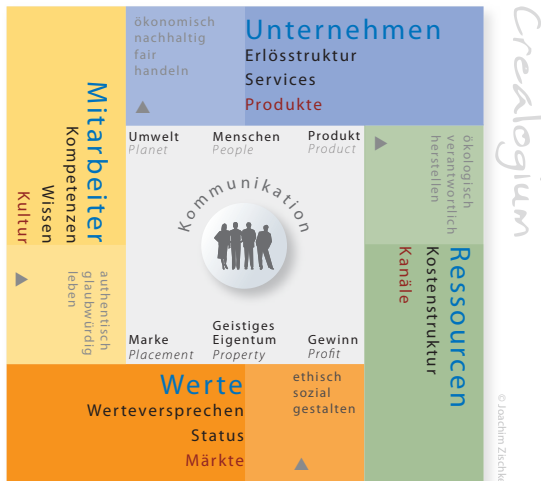 ökonomisch
nachhaltig
fair
handeln
Unternehmen
Erlösstruktur
Services
Produkte
Mitarbeiter
Kompetenzen
Wissen
Kultur
authentisch
glaubwürdig
leben
Umwelt
Planet
Menschen
People
Produkt
Product
Kommunikation
Marke
Placement
Geistiges
Eigentum
Property
Gewinn
Profit
ökologisch
verantwortlich
herstellen
Ressourcen
Kostenstruktur
Kanäle
Werte
Werteversprechen
Status
Märkte
ethisch
sozial
gestalten
Crealogium
© Joachim Zischke